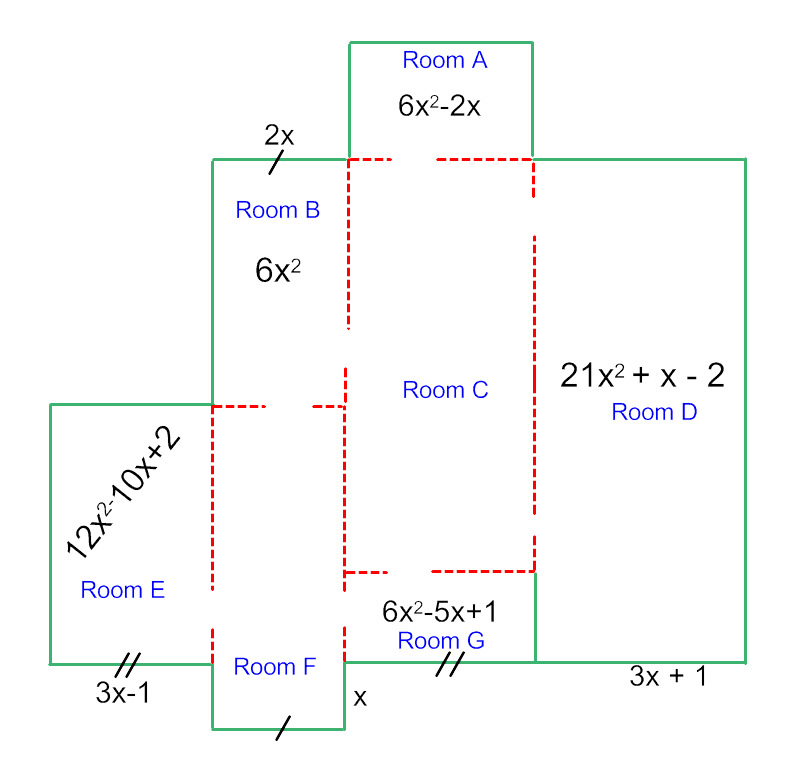 Room A
6x²-2x
2x
Room B
6x²
21x² + x - 2
Room C
Room D
12x²-10x+2
Room E
6x²-5x+1
Room G
Room F
3x + 1
3x-1
x